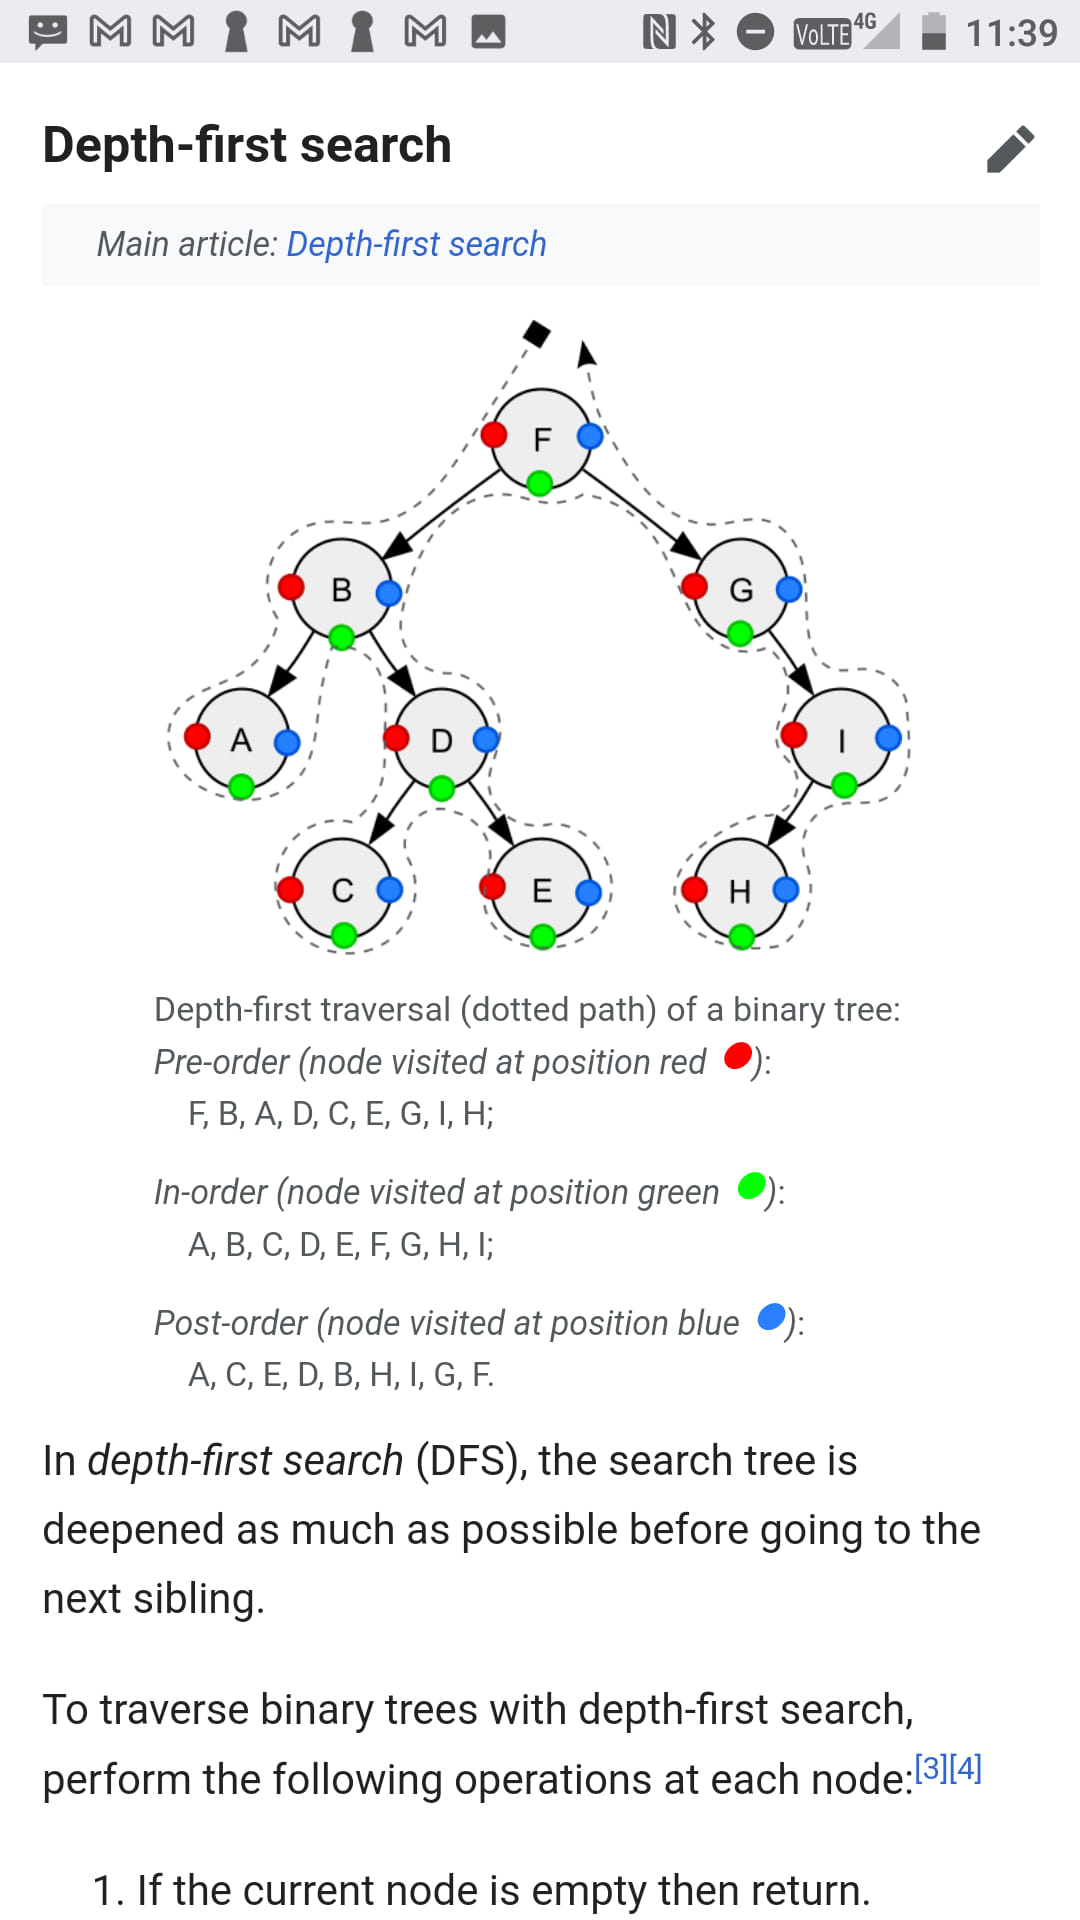 VoLTE 4G 11:39
Depth-first search
Main article: Depth-first search
F
B
G
A
D
I
C
E
H
Depth-first traversal (dotted path) of a binary tree:
Pre-order (node visited at position red ):
F, B, A, D, C, E, G, I, H;
In-order (node visited at position green ):
A, B, C, D, E, F, G, H, I;
Post-order (node visited at position blue ):
A, C, E, D, B, H, I, G, F.
In depth-first search (DFS), the search tree is
deepened as much as possible before going to the
next sibling.
To traverse binary trees with depth-first search,
perform the following operations at each node:[3][4]
1. If the current node is empty then return.